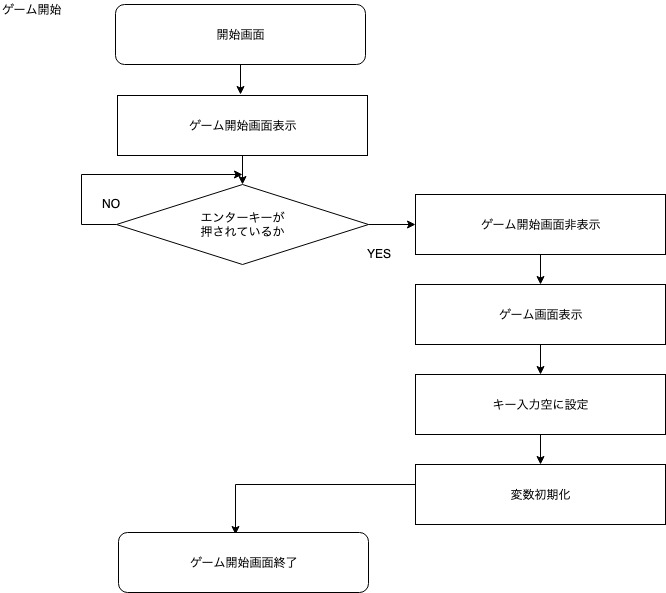 ゲーム開始
開始画面
ゲーム開始画面表示
NO
エンターキーが
押されているか
YES
ゲーム開始画面非表示
ゲーム画面表示
キー入力空に設定
変数初期化
ゲーム開始画面終了